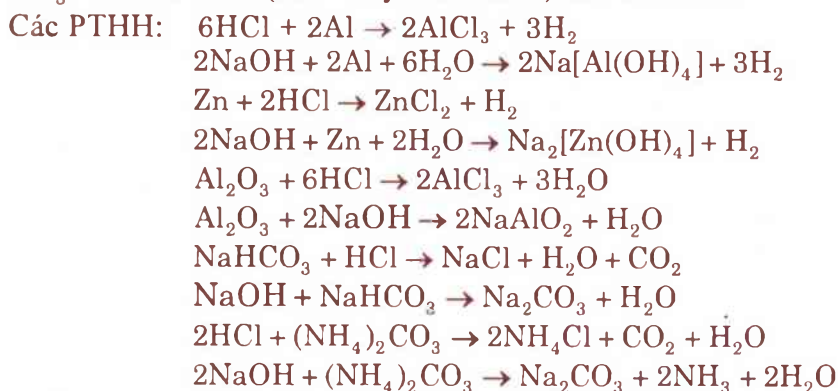 Các PTHH: 6HCl + 2Al → 2AlCl₃ + 3H₂
2NaOH + 2Al + 6H₂O → 2Na[Al(OH)₄] + 3H₂
Zn + 2HCl → ZnCl₂ + H₂
2NaOH + Zn + 2H₂O → Na₂[Zn(OH)₄] + H₂
Al₂O₃ + 6HCl → 2AlCl₃ + 3H₂O
Al₂O₃ + 2NaOH → 2NaAlO₂ + H₂O
NaHCO₃ + HCl → NaCl + H₂O + CO₂
NaOH + NaHCO₃ → Na₂CO₃ + H₂O
2HCl + (NH₄)₂CO₃ → 2NH₄Cl + CO₂ + H₂O
2NaOH + (NH₄)₂CO₃ → Na₂CO₃ + 2NH₃ + 2H₂O